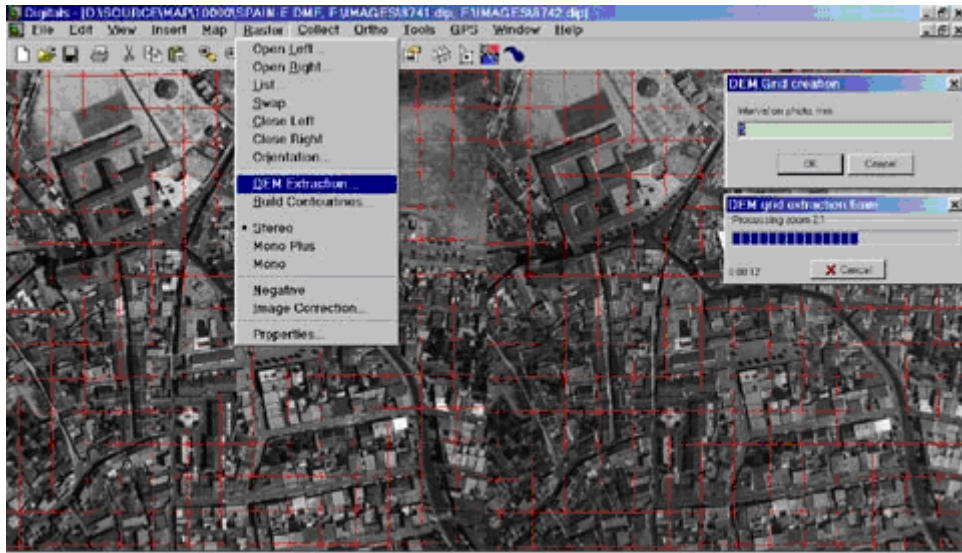 Digitals - [D:\SOURCE\MAP\10000\SPAIN-E.DMF, F:\IMAGES\8741.dip, F:\IMAGES\8742.dip]
File Edit View Insert Map Raster Collect Ortho Tools GPS Window Help
Open Left...
Open Right...
List...
Swap
Close Left
Close Right
Orientation...
DEM Extraction...
Build Contourlines...
Stereo
Mono Plus
Mono
Negative
Image Correction...
Properties...
DEM Grid creation
Interval on photo, mm
OK Cancel
DEM grid extraction from
Processing zoom 2:1
0:00:12 Cancel